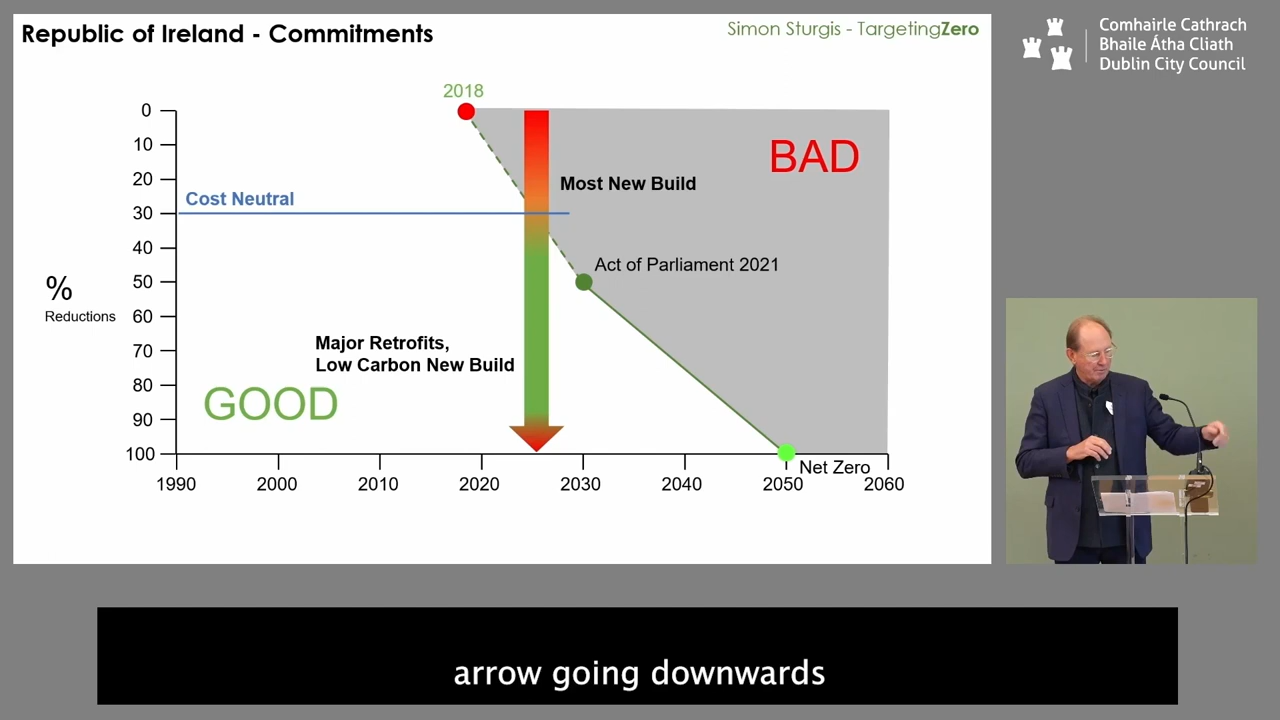 Republic of Ireland - Commitments
Simon Sturgis - TargetingZero
Comhairle Cathrach
Bhaile Átha Cliath
Dublin City Council
2018
0
10
20
30
40
50
60
70
80
90
100
Cost Neutral
BAD
Most New Build
Act of Parliament 2021
%
Reductions
Major Retrofits,
Low Carbon New Build
GOOD
Net Zero
1990
2000
2010
2020
2030
2040
2050
2060
arrow going downwards